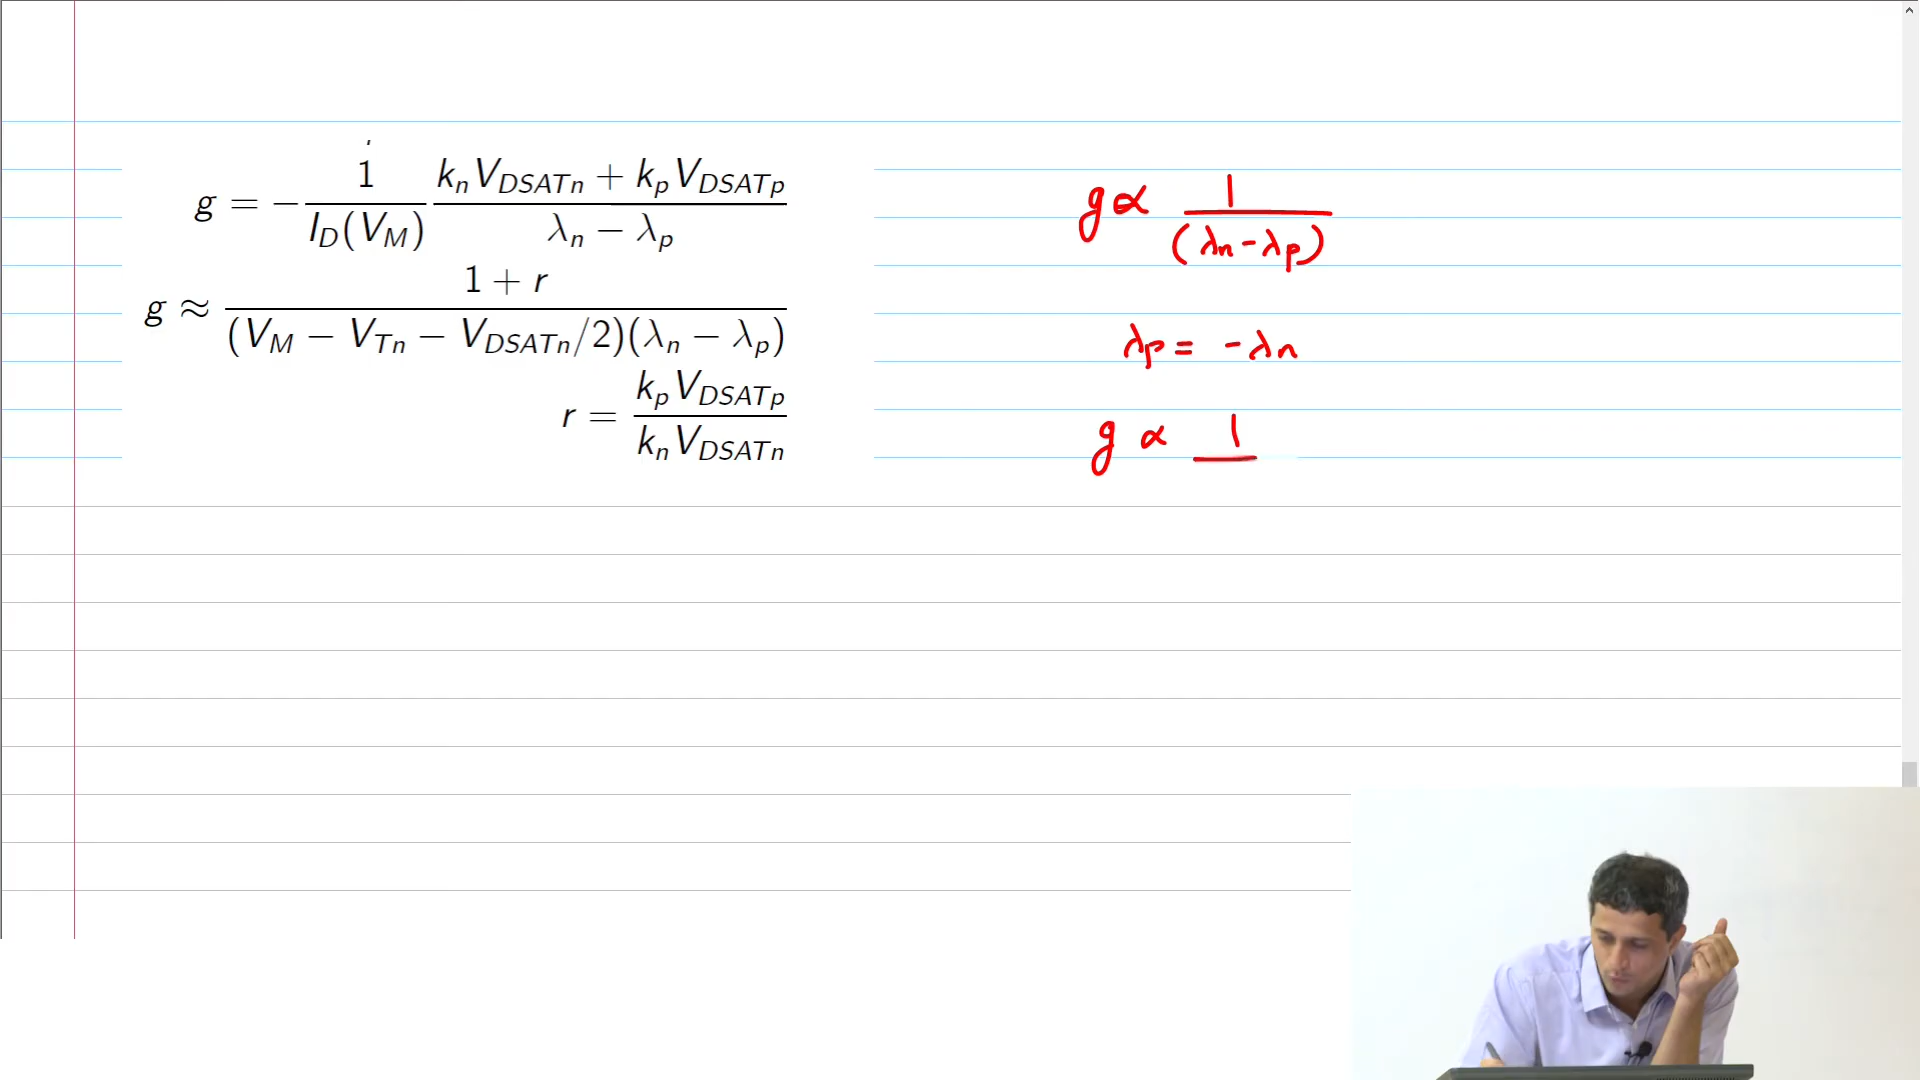 g = − 1 / I_D(V_M) · (k_n V_DSATn + k_p V_DSATp) / (λ_n − λ_p)
g ≈ (1 + r) / ((V_M − V_Tn − V_DSATn/2)(λ_n − λ_p))
r = k_p V_DSATp / k_n V_DSATn
g ∝ 1 / (λn - λp)
λp = -λn
g ∝ 1